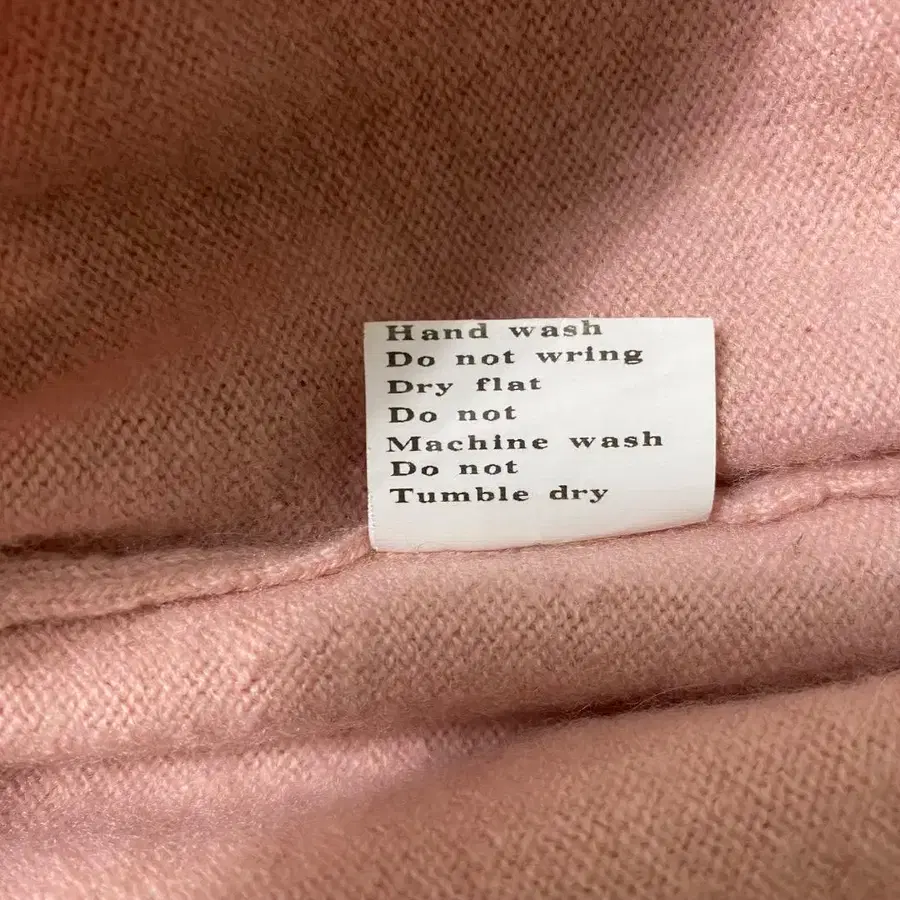 Hand wash
Do not wring
Dry flat
Do not
Machine wash
Do not
Tumble dry